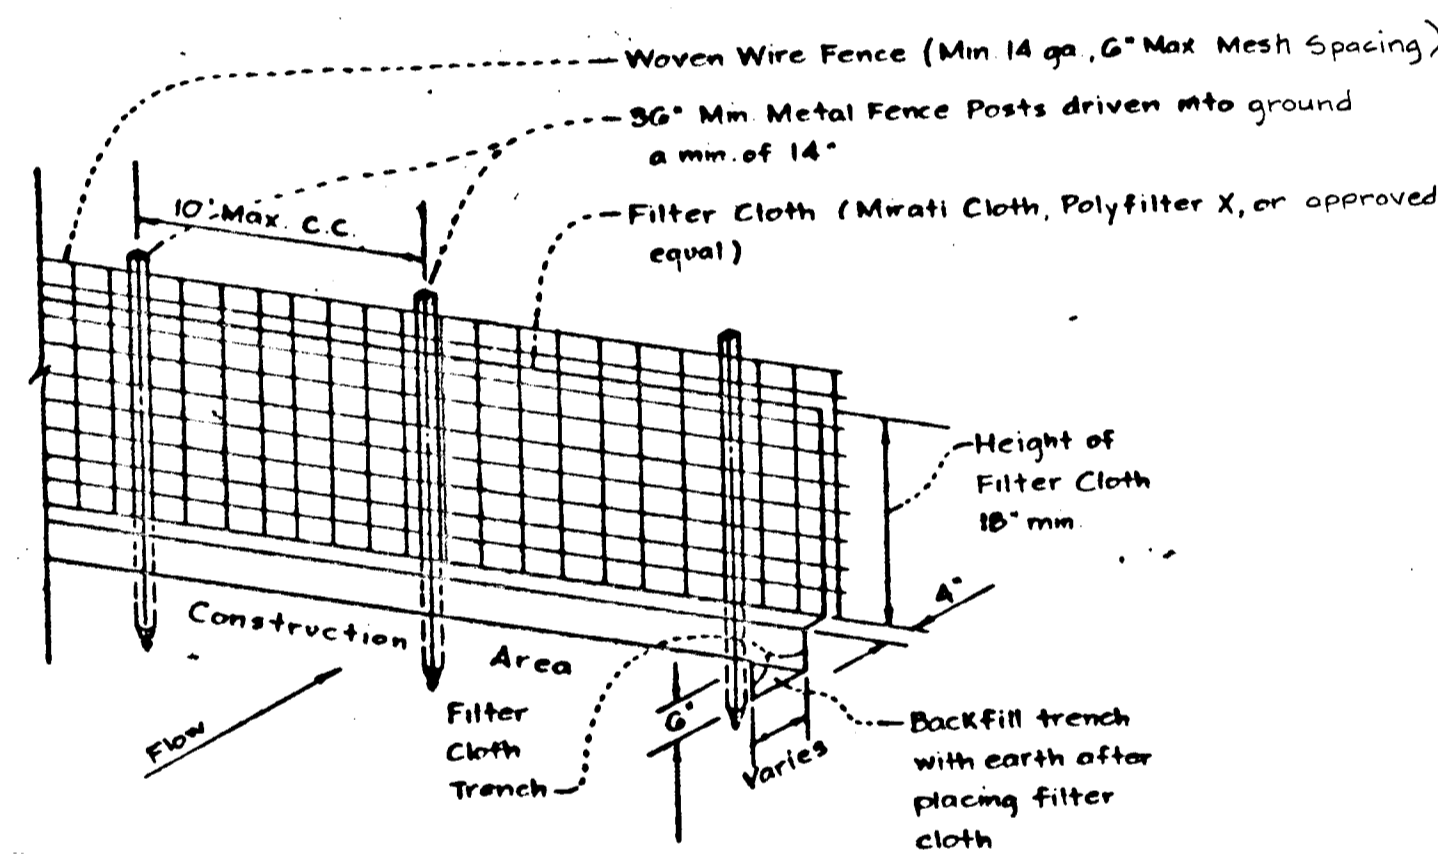 Woven Wire Fence (Min. 14 ga., 6" Max Mesh Spacing)
36" Min. Metal Fence Posts driven into ground
a min. of 14"
10' Max. C.C.
Filter Cloth (Mirati Cloth, Polyfilter X, or approved
equal)
Height of
Filter Cloth
18" min
4"
Construction Area
Flow
Filter
Cloth
Trench
6"
Varies
Backfill trench
with earth after
placing filter
cloth